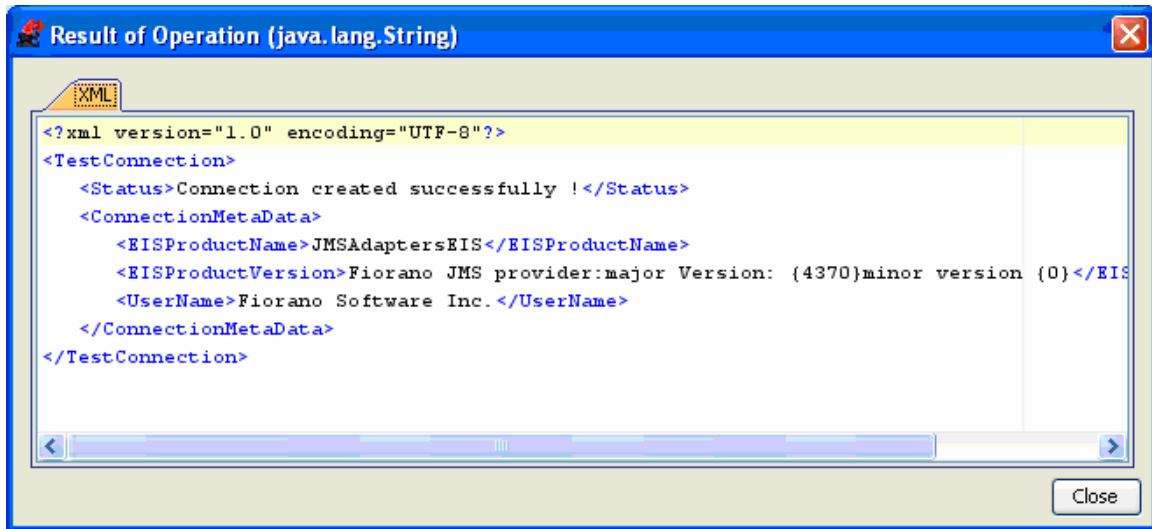 Result of Operation (java.lang.String)
XML
<?xml version="1.0" encoding="UTF-8"?>
<TestConnection>
<Status>Connection created successfully !</Status>
<ConnectionMetaData>
<EISProductName>JMSAdaptersEIS</EISProductName>
<EISProductVersion>Fiorano JMS provider:major Version: {4370}minor version {0}</EIS
<UserName>Fiorano Software Inc.</UserName>
</ConnectionMetaData>
</TestConnection>
Close